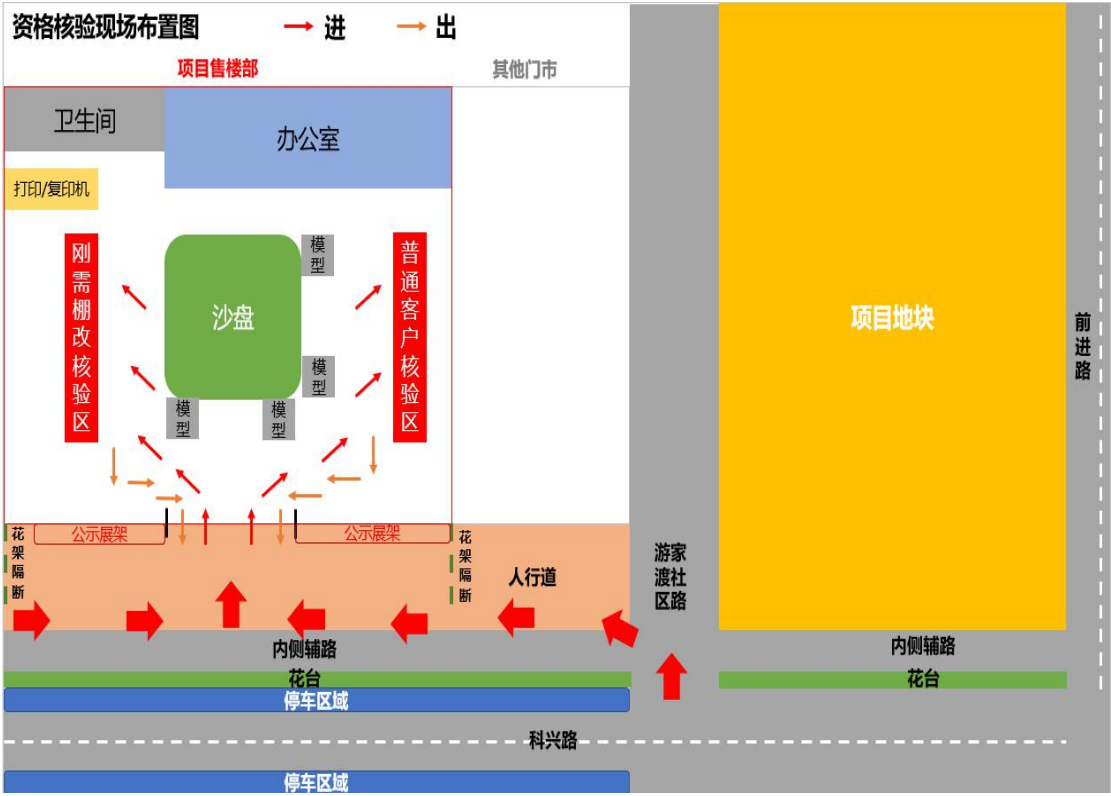 资格核验现场布置图
进
出
项目售楼部
其他门市
卫生间
办公室
打印/复印机
刚需棚改核验区
沙盘
模型
普通客户核验区
模型
模型
模型
项目地块
前进路
公示展架
公示展架
花架隔断
花架隔断
人行道
游家渡社区路
内侧辅路
内侧辅路
花台
花台
停车区域
科兴路
停车区域